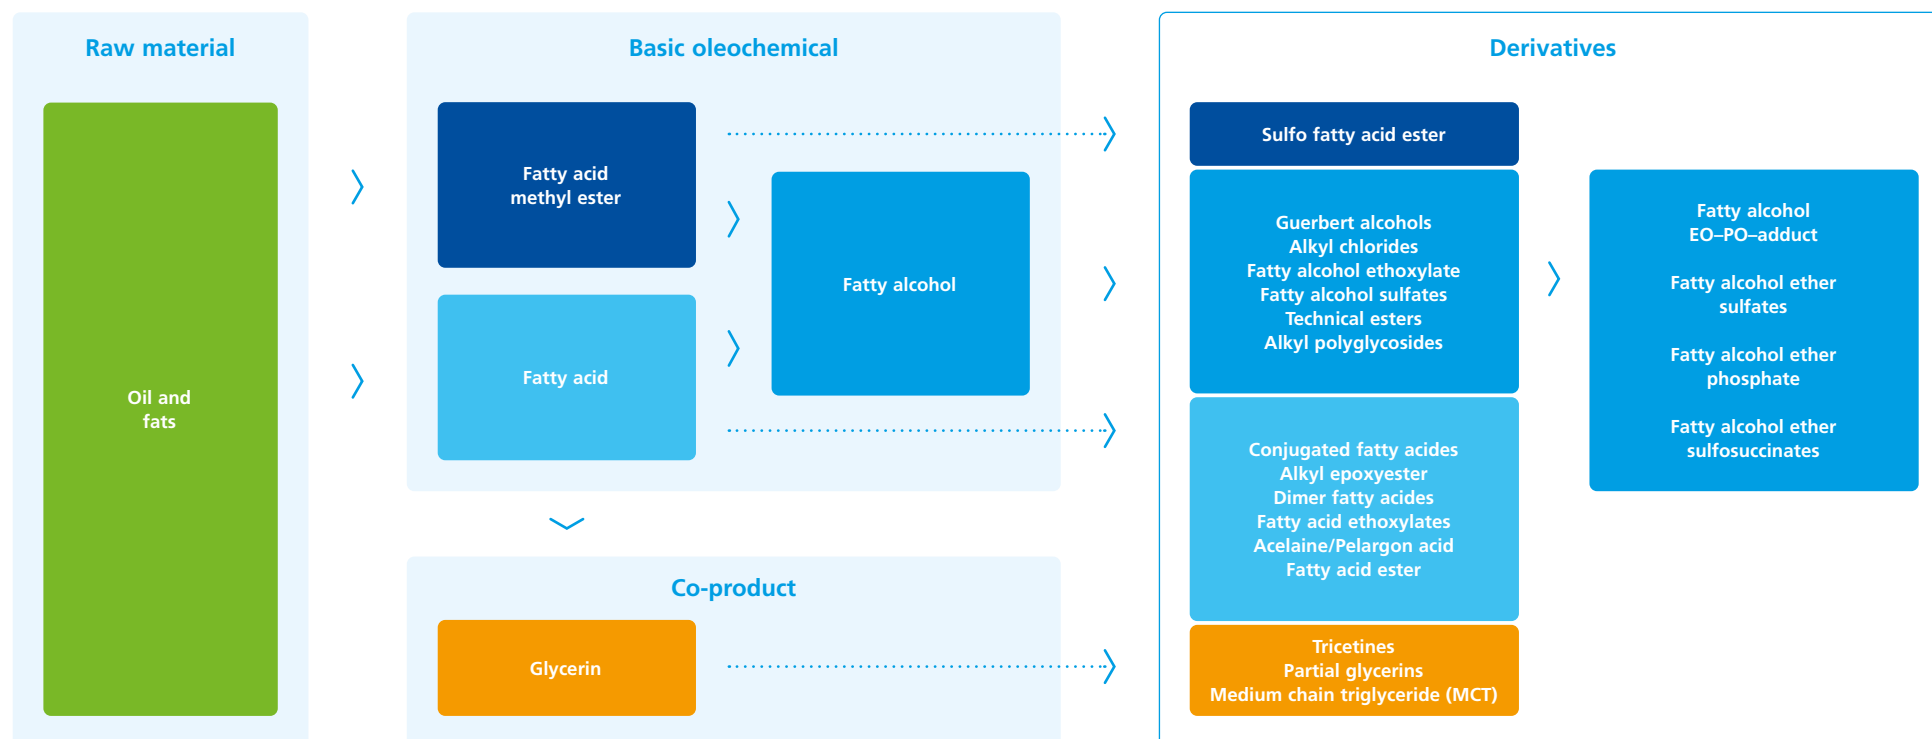 Raw material
Oil and
fats
Basic oleochemical
Fatty acid
methyl ester
Fatty acid
Fatty alcohol
Co-product
Glycerin
Derivatives
Sulfo fatty acid ester
Guerbert alcohols
Alkyl chlorides
Fatty alcohol ethoxylate
Fatty alcohol sulfates
Technical esters
Alkyl polyglycosides
Conjugated fatty acides
Alkyl epoxyester
Dimer fatty acides
Fatty acid ethoxylates
Acelaine/Pelargon acid
Fatty acid ester
Tricetines
Partial glycerins
Medium chain triglyceride (MCT)
Fatty alcohol
EO–PO–adduct
Fatty alcohol ether
sulfates
Fatty alcohol ether
phosphate
Fatty alcohol ether
sulfosuccinates